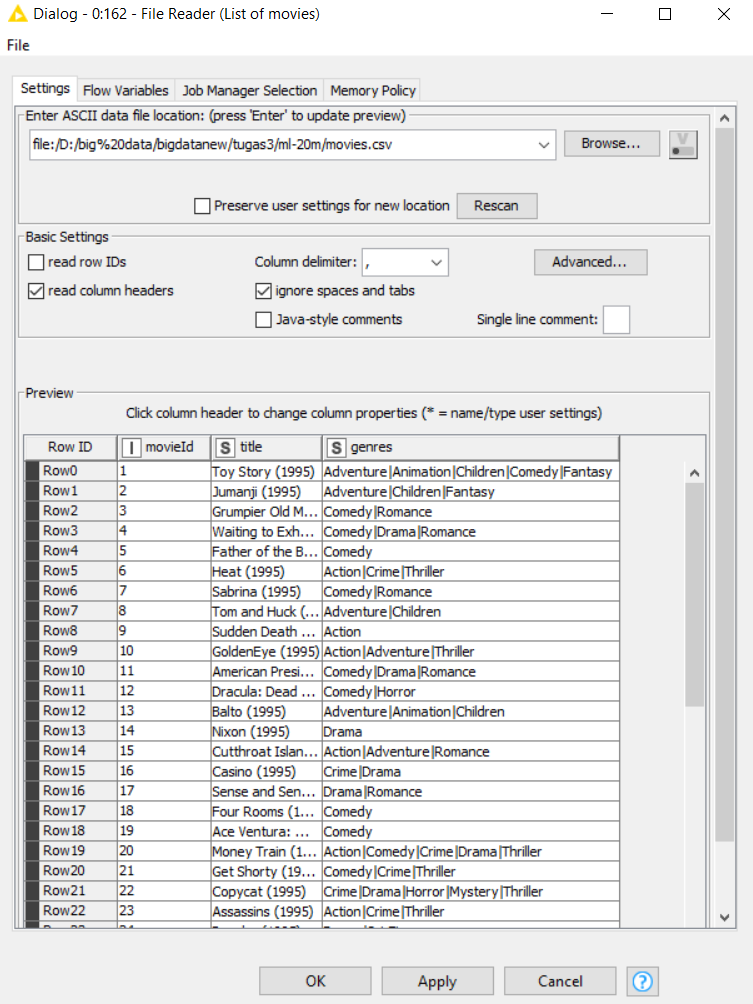 Dialog - 0:162 - File Reader (List of movies)
File
Settings Flow Variables Job Manager Selection Memory Policy
Enter ASCII data file location: (press 'Enter' to update preview)
file:/D:/big%20data/bigdatanew/tugas3/ml-20m/movies.csv Browse... V
Preserve user settings for new location Rescan
Basic Settings
read row IDs Column delimiter: , Advanced...
read column headers ignore spaces and tabs
Java-style comments Single line comment:
Preview
Click column header to change column properties (* = name/type user settings)
Row ID I movieId S title S genres
Row0 1 Toy Story (1995) Adventure|Animation|Children|Comedy|Fantasy
Row1 2 Jumanji (1995) Adventure|Children|Fantasy
Row2 3 Grumpier Old M... Comedy|Romance
Row3 4 Waiting to Exh... Comedy|Drama|Romance
Row4 5 Father of the B... Comedy
Row5 6 Heat (1995) Action|Crime|Thriller
Row6 7 Sabrina (1995) Comedy|Romance
Row7 8 Tom and Huck (... Adventure|Children
Row8 9 Sudden Death ... Action
Row9 10 GoldenEye (1995) Action|Adventure|Thriller
Row10 11 American Presi... Comedy|Drama|Romance
Row11 12 Dracula: Dead ... Comedy|Horror
Row12 13 Balto (1995) Adventure|Animation|Children
Row13 14 Nixon (1995) Drama
Row14 15 Cutthroat Islan... Action|Adventure|Romance
Row15 16 Casino (1995) Crime|Drama
Row16 17 Sense and Sen... Drama|Romance
Row17 18 Four Rooms (1... Comedy
Row18 19 Ace Ventura: ... Comedy
Row19 20 Money Train (1... Action|Comedy|Crime|Drama|Thriller
Row20 21 Get Shorty (19... Comedy|Crime|Thriller
Row21 22 Copycat (1995) Crime|Drama|Horror|Mystery|Thriller
Row22 23 Assassins (1995) Action|Crime|Thriller
OK Apply Cancel ?